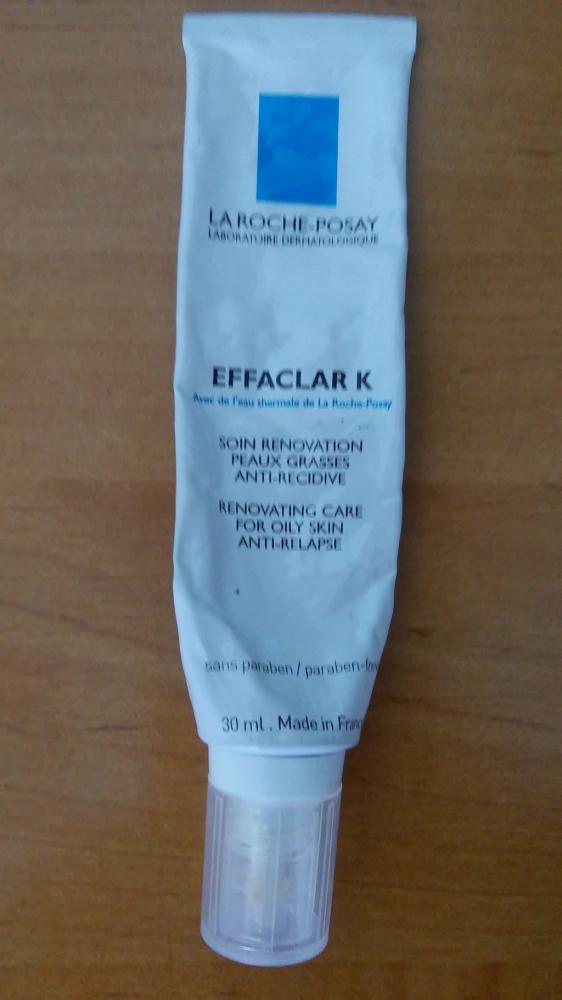 LA ROCHE-POSAY
LABORATOIRE DERMATOLOGIQUE
EFFACLAR K
Avec de l'eau thermale de La Roche-Posay
SOIN RENOVATION
PEAUX GRASSES
ANTI-RECIDIVE
RENOVATING CARE
FOR OILY SKIN
ANTI-RELAPSE
sans paraben / paraben-free
30 ml . Made in France